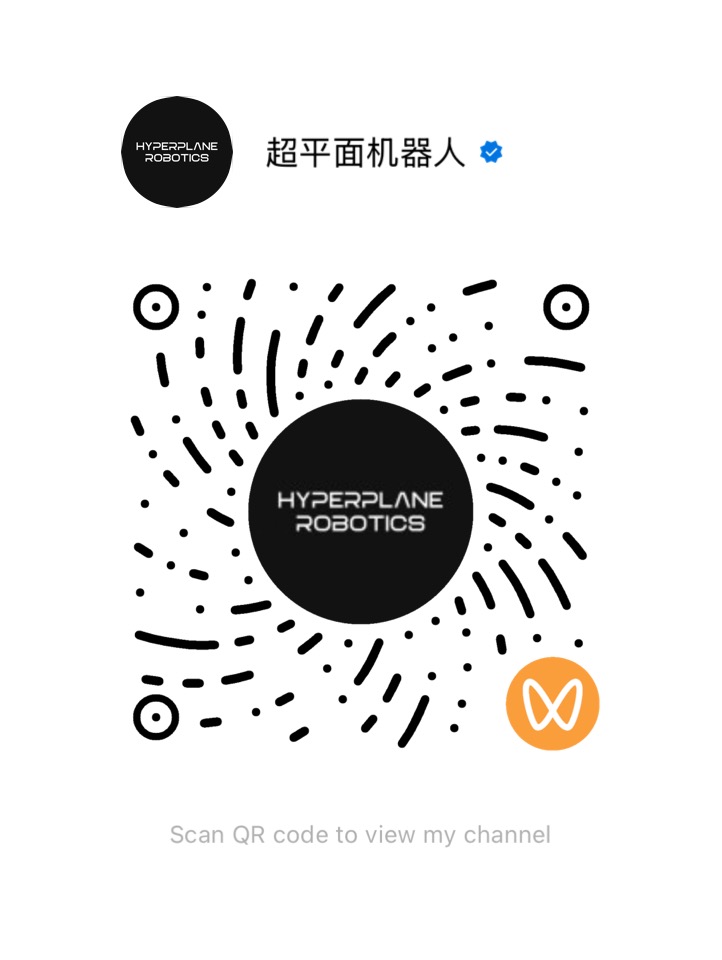 HYPERPLANE
ROBOTICS
超平面机器人
HYPERPLANE
ROBOTICS
Scan QR code to view my channel